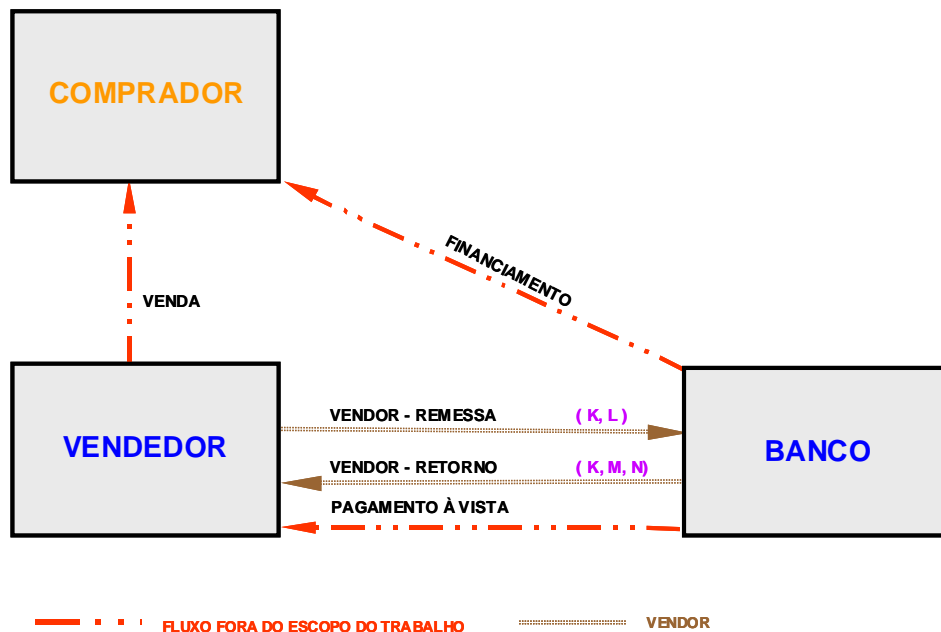 COMPRADOR
FINANCIAMENTO
VENDA
VENDEDOR
VENDOR - REMESSA ( K, L )
VENDOR - RETORNO ( K, M, N)
PAGAMENTO À VISTA
BANCO
FLUXO FORA DO ESCOPO DO TRABALHO
VENDOR